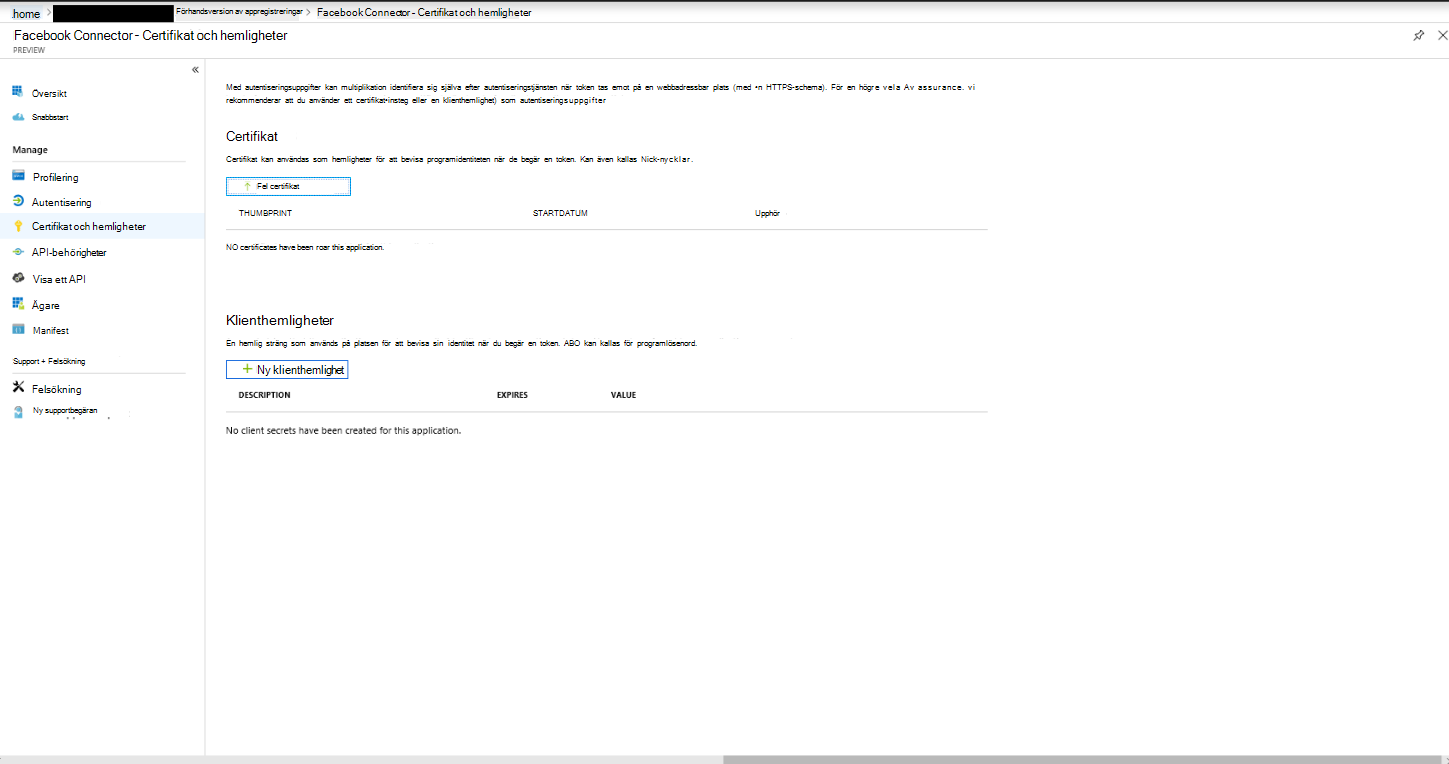 home > Förhandsversion av appregistreringar > Facebook Connector - Certifikat och hemligheter
Facebook Connector - Certifikat och hemligheter
PREVIEW
«
Översikt
Snabbstart
Manage
Profilering
Autentisering
Certifikat och hemligheter
API-behörigheter
Visa ett API
Ägare
Manifest
Support + Felsökning
Felsökning
Ny supportbegäran
Med autentiseringsuppgifter kan multiplikation identifiera sig själva efter autentiseringstjänsten när token tas emot på en webbadressbar plats (med •n HTTPS-schema). För en högre vela Av assurance. vi
rekommenderar att du använder ett certifikat•insteg eller en klienthemlighet) som autentiseringsuppgifter
Certifikat
Certifikat kan användas som hemligheter för att bevisa programidentiteten när de begär en token. Kan även kallas Nick-nycklar.
Fel certifikat
THUMBPRINT STARTDATUM Upphör
NO certificates have been roar this application.
Klienthemligheter
En hemlig sträng som används på platsen för att bevisa sin identitet när du begär en token. ABO kan kallas för programlösenord.
+ Ny klienthemlighet
DESCRIPTION EXPIRES VALUE
No client secrets have been created for this application.